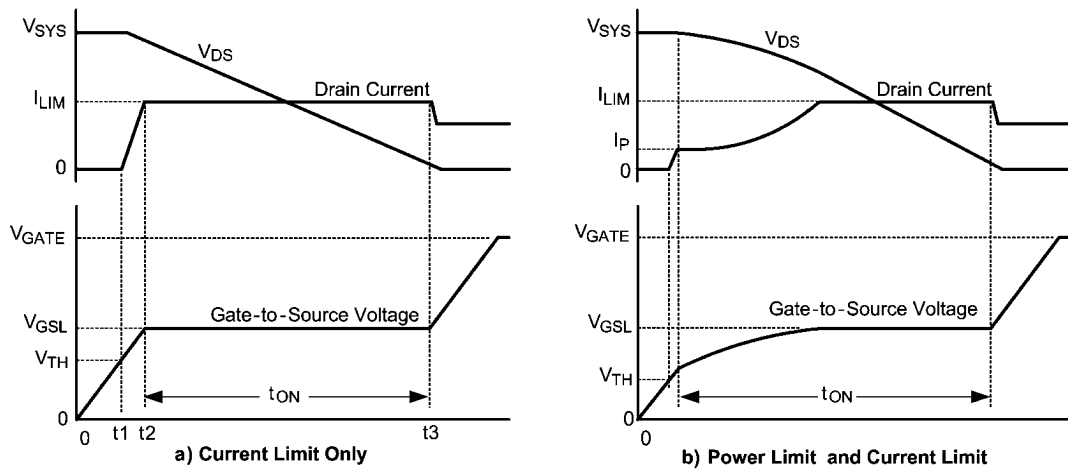 VSYS
VDS
ILIM
Drain Current
0
VGATE
VGSL
Gate-to-Source Voltage
VTH
tON
0
0
t1
t2
t3
a) Current Limit Only
VSYS
VDS
ILIM
Drain Current
IP
0
VGATE
VGSL
Gate-to-Source Voltage
VTH
tON
0
0
b) Power Limit and Current Limit